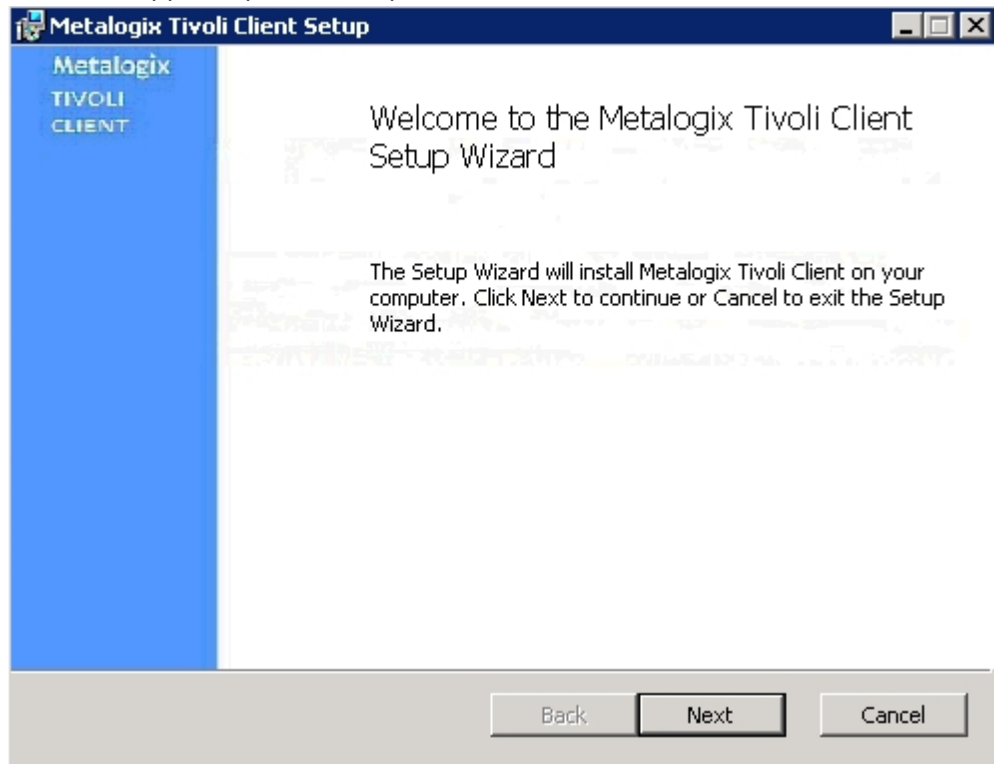 Metalogix Tivoli Client Setup
Metalogix
TIVOLI
CLIENT
Welcome to the Metalogix Tivoli Client
Setup Wizard
The Setup Wizard will install Metalogix Tivoli Client on your
computer. Click Next to continue or Cancel to exit the Setup
Wizard.
Back Next Cancel